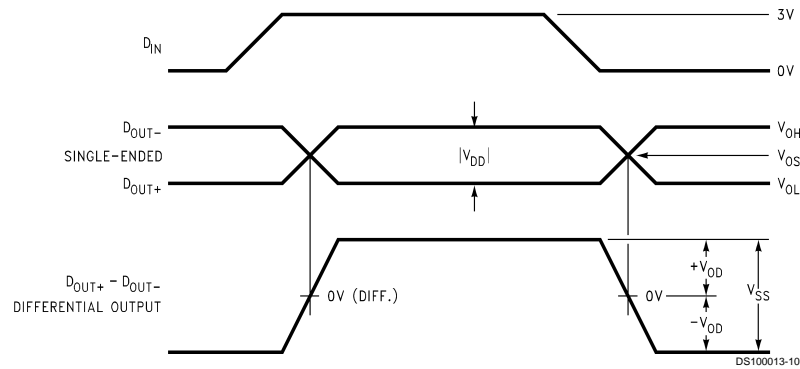 3V
D_IN
0V
D_OUT-
V_OH
SINGLE-ENDED
|V_DD|
V_OS
D_OUT+
V_OL
D_OUT+ - D_OUT-
DIFFERENTIAL OUTPUT
0V (DIFF.)
0V
+V_OD
-V_OD
V_SS
DS100013-10